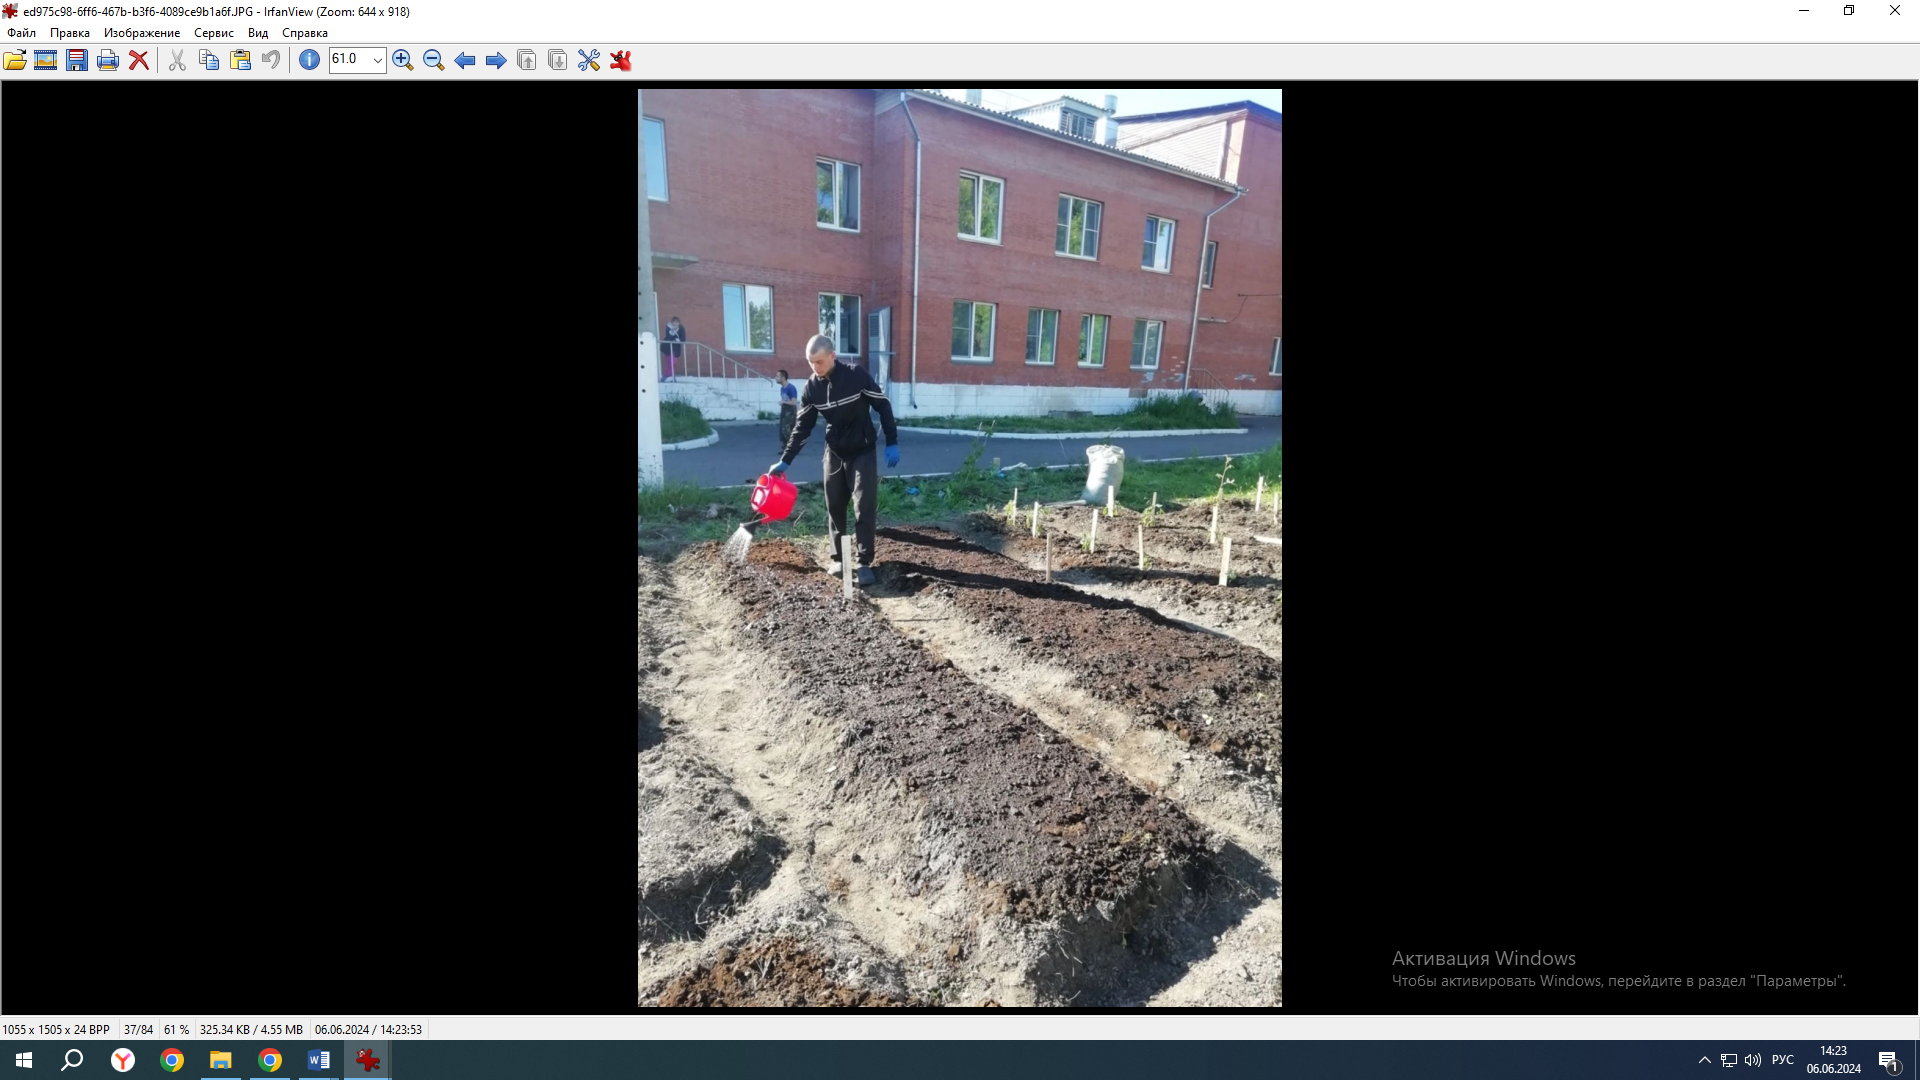 ed975c98-6ff6-467b-b3f6-4089ce9b1a6f.JPG - IrfanView (Zoom: 644 x 918)
Файл Правка Изображение Сервис Вид Справка
61.0
Активация Windows
Чтобы активировать Windows, перейдите в раздел "Параметры".
1055 x 1505 x 24 BPP 37/84 61 % 325.34 KB / 4.55 MB 06.06.2024 / 14:23:53
РУС
14:23
06.06.2024
1